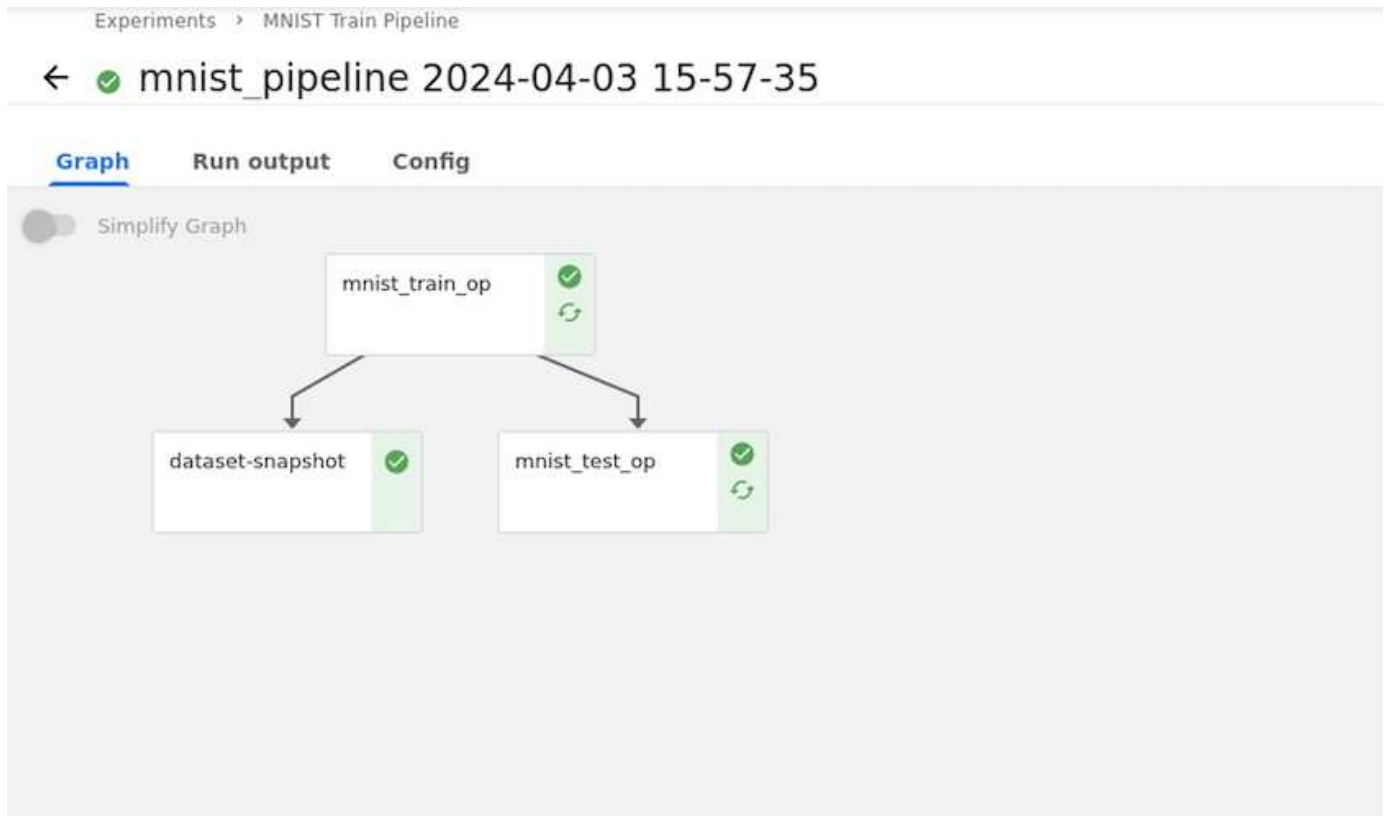 Experiments › MNIST Train Pipeline
mnist_pipeline 2024-04-03 15-57-35
Graph Run output Config
Simplify Graph
mnist_train_op
dataset-snapshot
mnist_test_op